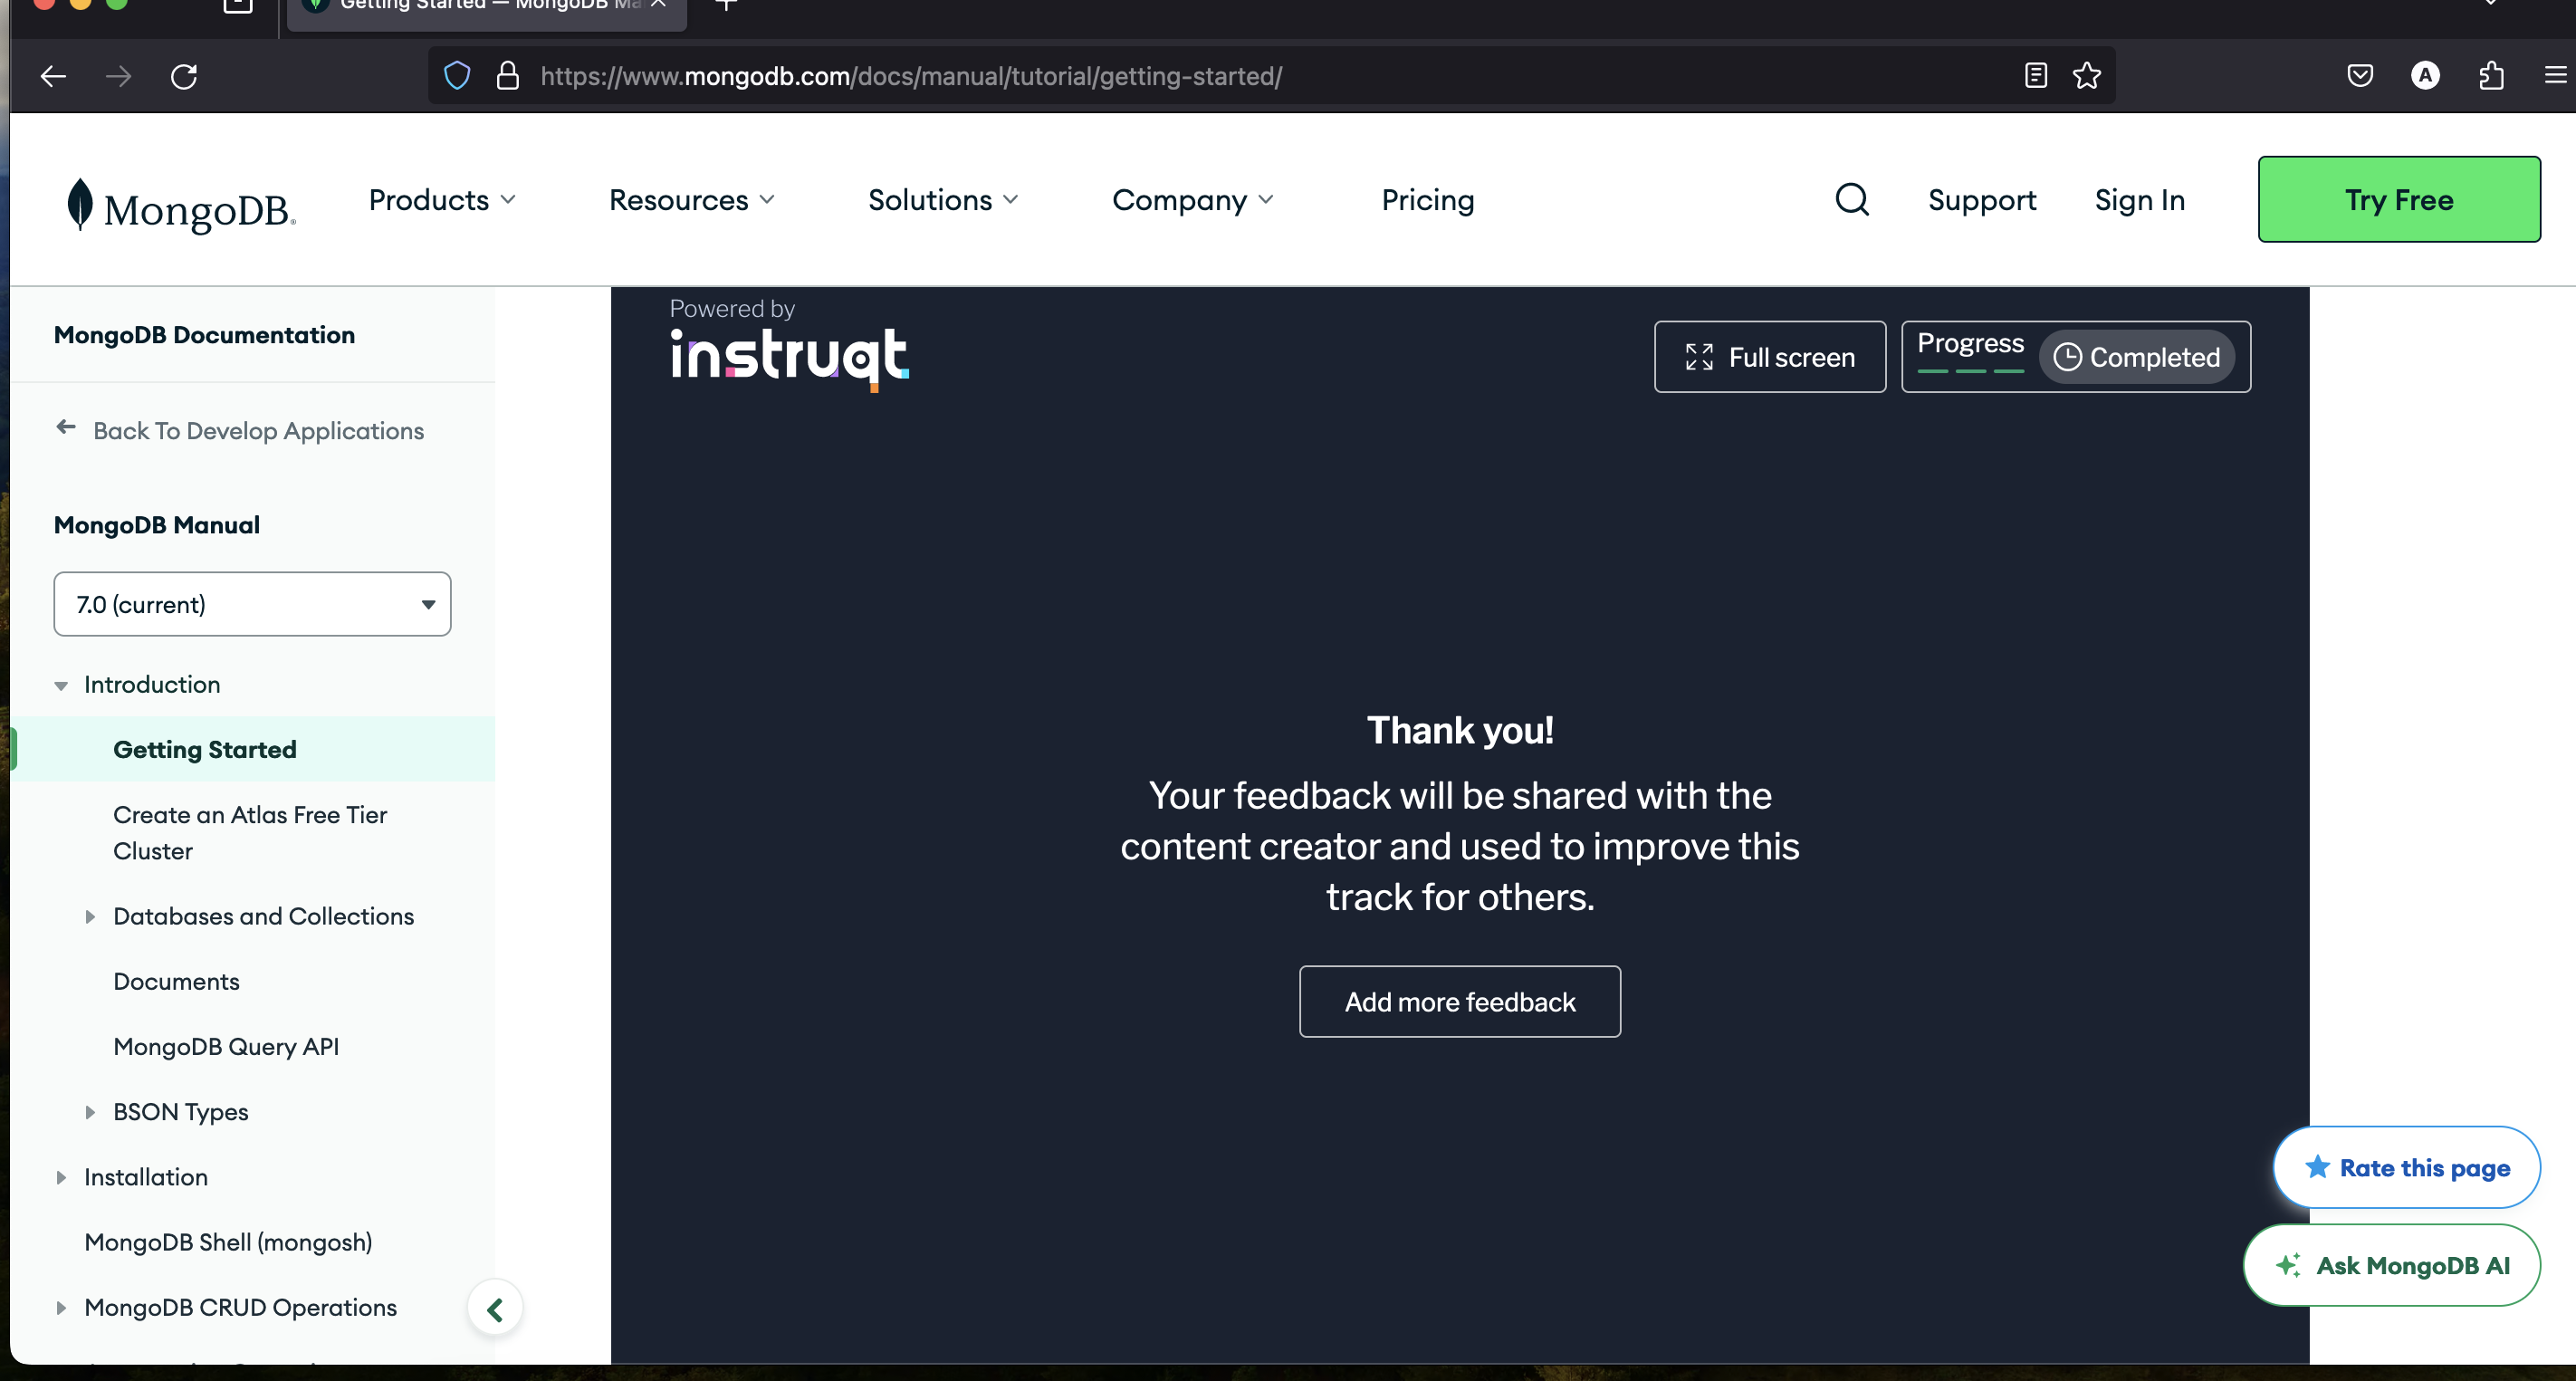 Getting Started — MongoDB Ma
https://www.mongodb.com/docs/manual/tutorial/getting-started/
A
MongoDB.
Products
Resources
Solutions
Company
Pricing
Support
Sign In
Try Free
MongoDB Documentation
Back To Develop Applications
MongoDB Manual
7.0 (current)
Introduction
Getting Started
Create an Atlas Free Tier
Cluster
Databases and Collections
Documents
MongoDB Query API
BSON Types
Installation
MongoDB Shell (mongosh)
MongoDB CRUD Operations
Powered by
instruqt
Full screen
Progress
Completed
Thank you!
Your feedback will be shared with the
content creator and used to improve this
track for others.
Add more feedback
Rate this page
Ask MongoDB AI